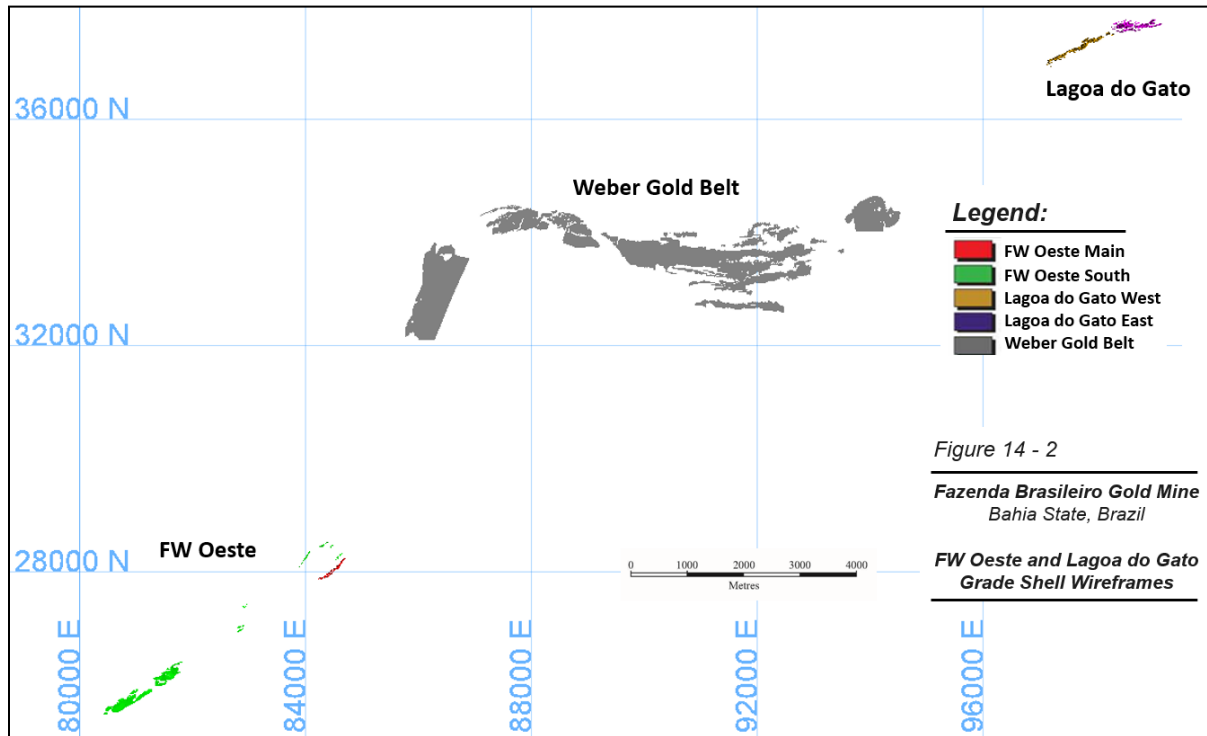 Lagoa do Gato
36000 N
Weber Gold Belt
Legend:
FW Oeste Main
FW Oeste South
Lagoa do Gato West
Lagoa do Gato East
Weber Gold Belt
32000 N
Figure 14 - 2
Fazenda Brasileiro Gold Mine
Bahia State, Brazil
FW Oeste and Lagoa do Gato
Grade Shell Wireframes
FW Oeste
28000 N
0 1000 2000 3000 4000
Metres
80000 E
84000 E
88000 E
92000 E
96000 E